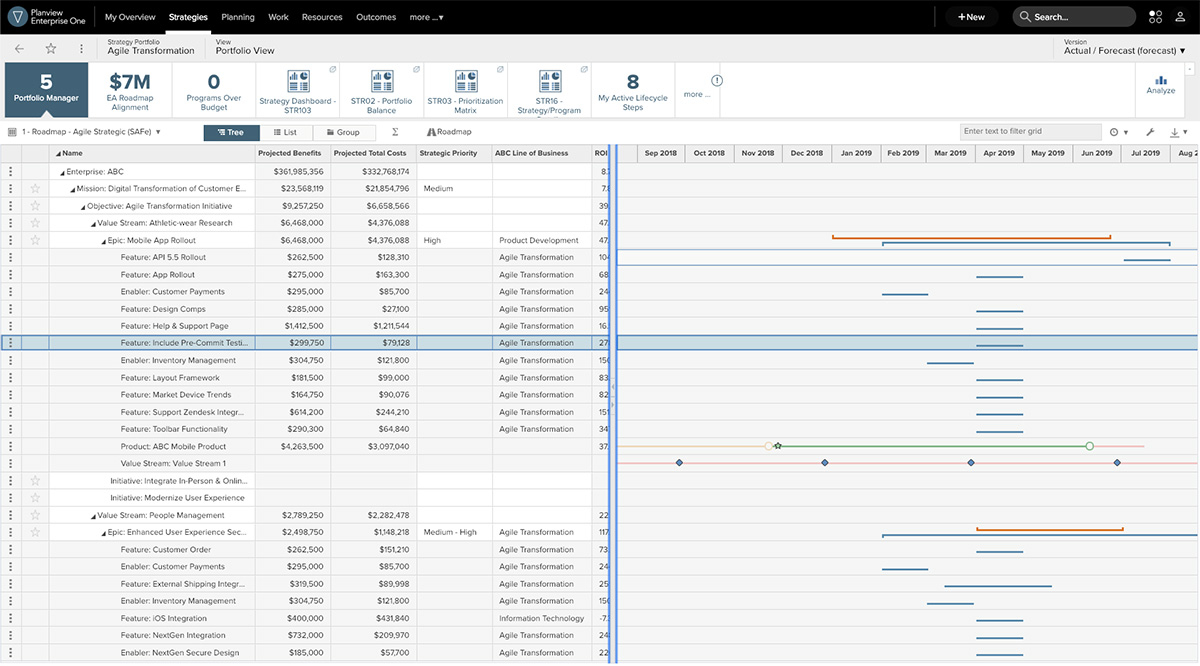 Planview
Enterprise One
My Overview Strategies Planning Work Resources Outcomes more ...▾
+New
Search...
Strategy Portfolio
Agile Transformation
View
Portfolio View
Version
Actual / Forecast (forecast) ▾
5
Portfolio Manager
$7M
EA Roadmap
Alignment
0
Programs Over
Budget
Strategy Dashboard -
STR103
STR02 - Portfolio
Balance
STR03 - Prioritization
Matrix
STR16 -
Strategy/Program
8
My Active Lifecycle
Steps
more ...
Analyze
1 - Roadmap - Agile Strategic (SAFe) ▾
Tree List Group Σ Roadmap
Enter text to filter grid
Name Projected Benefits Projected Total Costs Strategic Priority ABC Line of Business ROI Sep 2018 Oct 2018 Nov 2018 Dec 2018 Jan 2019 Feb 2019 Mar 2019 Apr 2019 May 2019 Jun 2019 Jul 2019 Aug 2
Enterprise: ABC $361,985,356 $332,768,174 8.
Mission: Digital Transformation of Customer E... $23,568,119 $21,854,796 Medium 7.
Objective: Agile Transformation Initiative $9,257,250 $6,658,566 39
Value Stream: Athletic-wear Research $6,468,000 $4,376,088 47.
Epic: Mobile App Rollout $6,468,000 $4,376,088 High Product Development 47.
Feature: API 5.5 Rollout $262,500 $128,310 Agile Transformation 104
Feature: App Rollout $275,000 $163,300 Agile Transformation 68
Enabler: Customer Payments $295,000 $85,700 Agile Transformation 24
Feature: Design Comps $285,000 $27,100 Agile Transformation 95
Feature: Help & Support Page $1,412,500 $1,211,544 Agile Transformation 16.
Feature: Include Pre-Commit Testi... $299,750 $79,128 Agile Transformation 27
Enabler: Inventory Management $304,750 $121,800 Agile Transformation 150
Feature: Layout Framework $181,500 $99,000 Agile Transformation 83
Feature: Market Device Trends $164,750 $90,076 Agile Transformation 82
Feature: Support Zendesk Integr... $614,200 $244,210 Agile Transformation 151
Feature: Toolbar Functionality $290,300 $64,840 Agile Transformation 34
Product: ABC Mobile Product $4,263,500 $3,097,040 37.
Value Stream: Value Stream 1
Initiative: Integrate In-Person & Onlin...
Initiative: Modernize User Experience
Value Stream: People Management $2,789,250 $2,282,478 22
Epic: Enhanced User Experience Sec... $2,498,750 $1,148,218 Medium - High Agile Transformation 117
Feature: Customer Order $262,500 $151,210 Agile Transformation 73
Enabler: Customer Payments $295,000 $85,700 Agile Transformation 24
Feature: External Shipping Integr... $319,500 $89,998 Agile Transformation 25
Enabler: Inventory Management $304,750 $121,800 Agile Transformation 150
Feature: iOS Integration $400,000 $431,840 Information Technology -7.
Feature: NextGen Integration $732,000 $209,970 Agile Transformation 24
Enabler: NextGen Secure Design $185,000 $57,700 Agile Transformation 22